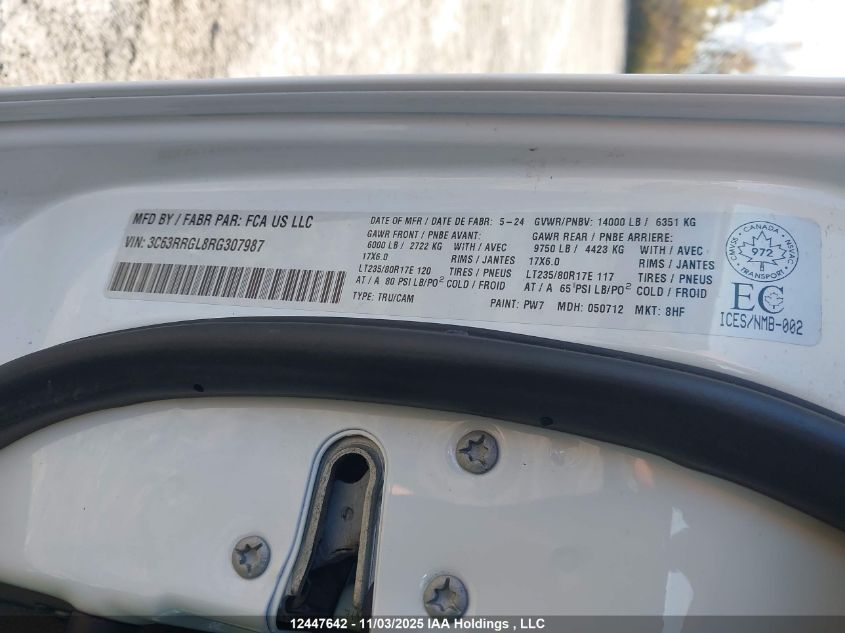 MFD BY / FABR PAR: FCA US LLC
VIN: 3C63RRGL8RG307987
DATE OF MFR / DATE DE FABR: 5-24 GVWR/PNBV: 14000 LB / 6351 KG
GAWR FRONT / PNBE AVANT: GAWR REAR / PNBE ARRIERE:
6000 LB / 2722 KG WITH / AVEC 9750 LB / 4423 KG WITH / AVEC
17X6.0 RIMS / JANTES 17X6.0 RIMS / JANTES
LT235/80R17E 120 TIRES / PNEUS LT235/80R17E 117 TIRES / PNEUS
AT / A 80 PSI LB/PO² COLD / FROID AT / A 65 PSI LB/PO² COLD / FROID
TYPE: TRU/CAM PAINT: PW7 MDH: 050712 MKT: 8HF
CANADA
CMVSS NSVAC
972
B
TRANSPORT
EC
ICES/NMB-002
12447642 - 11/03/2025 IAA Holdings , LLC